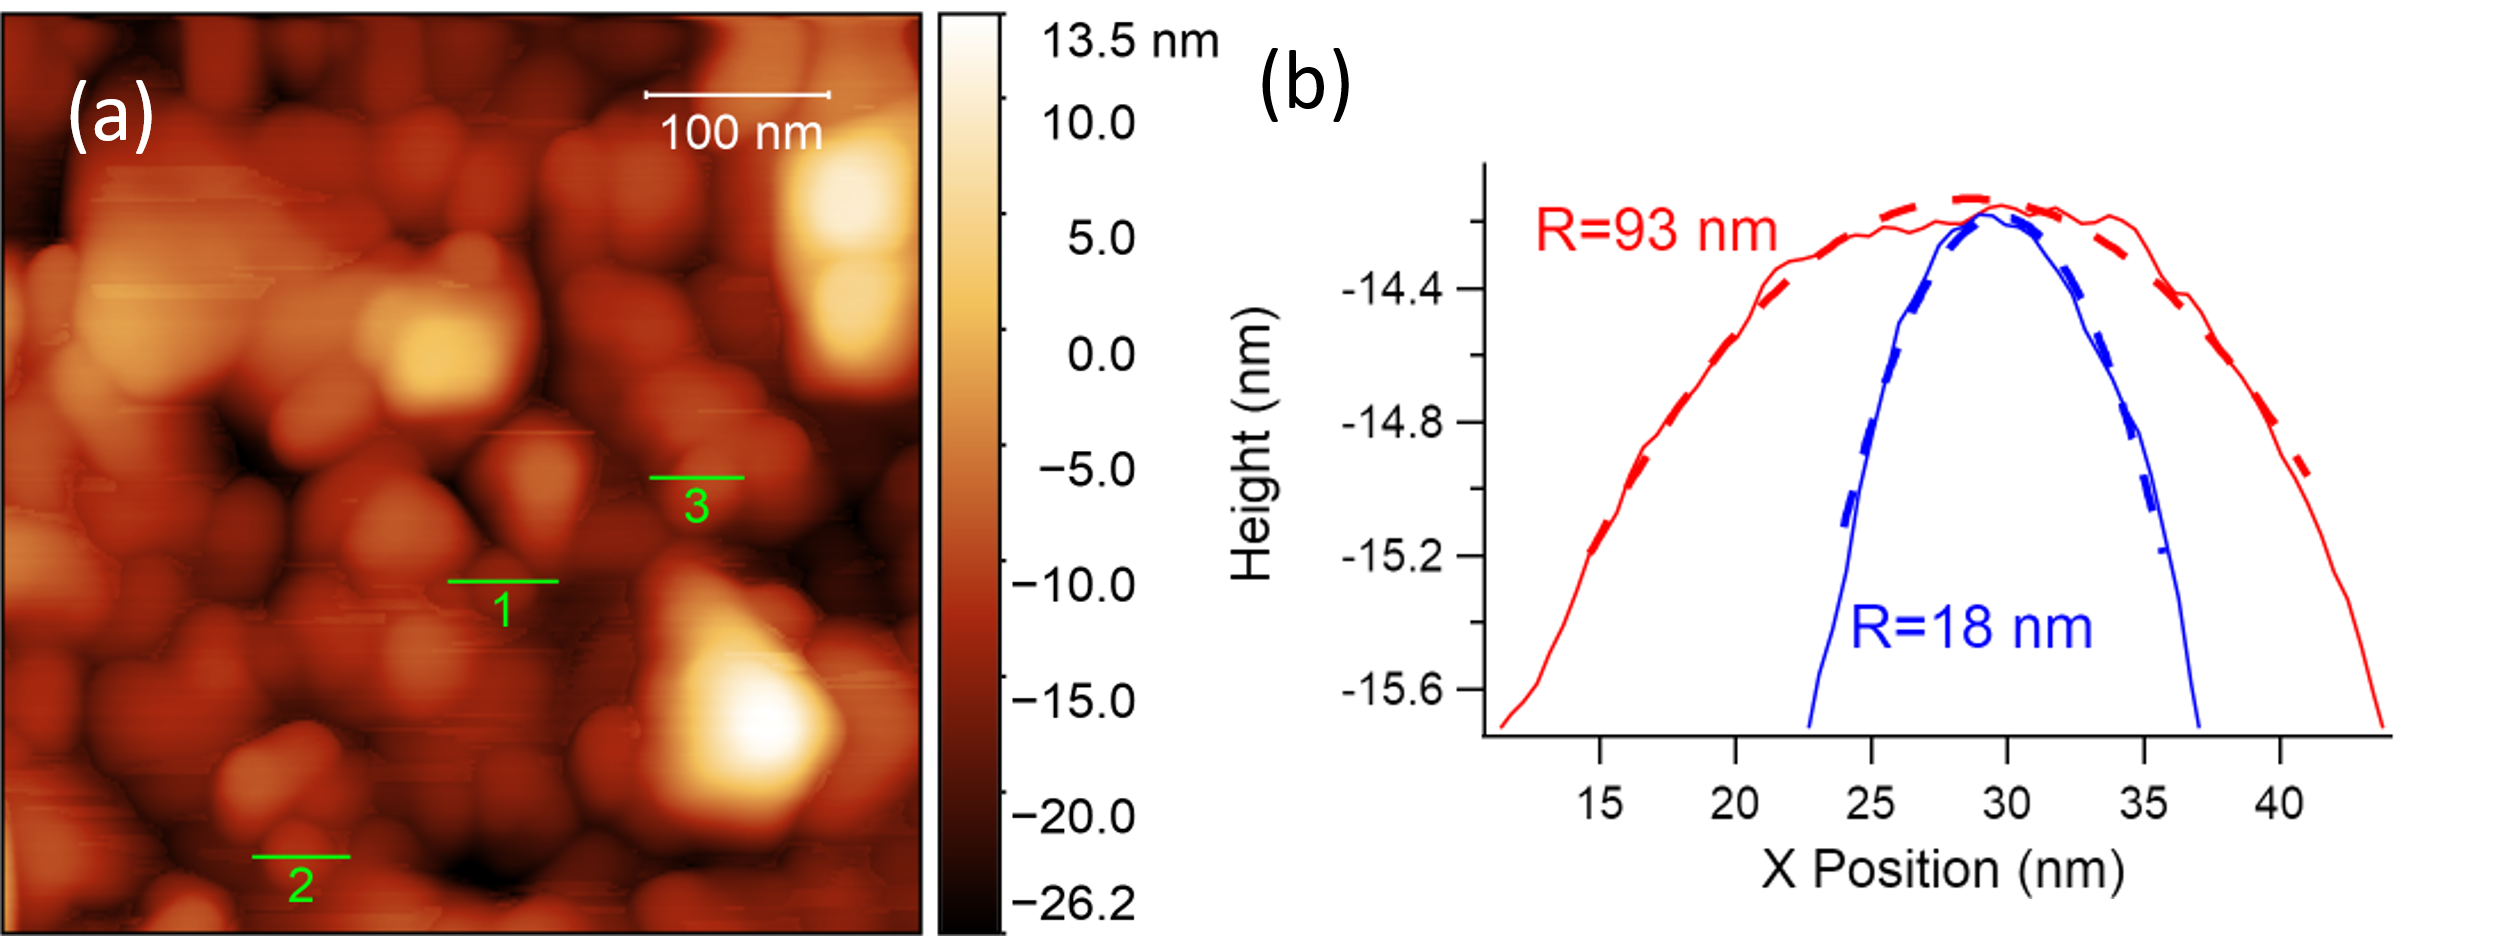 (a)
100 nm
3
1
2
13.5 nm
10.0
5.0
0.0
−5.0
−10.0
−15.0
−20.0
−26.2
(b)
R=93 nm
R=18 nm
Height (nm)
-14.4
-14.8
-15.2
-15.6
15 20 25 30 35 40
X Position (nm)